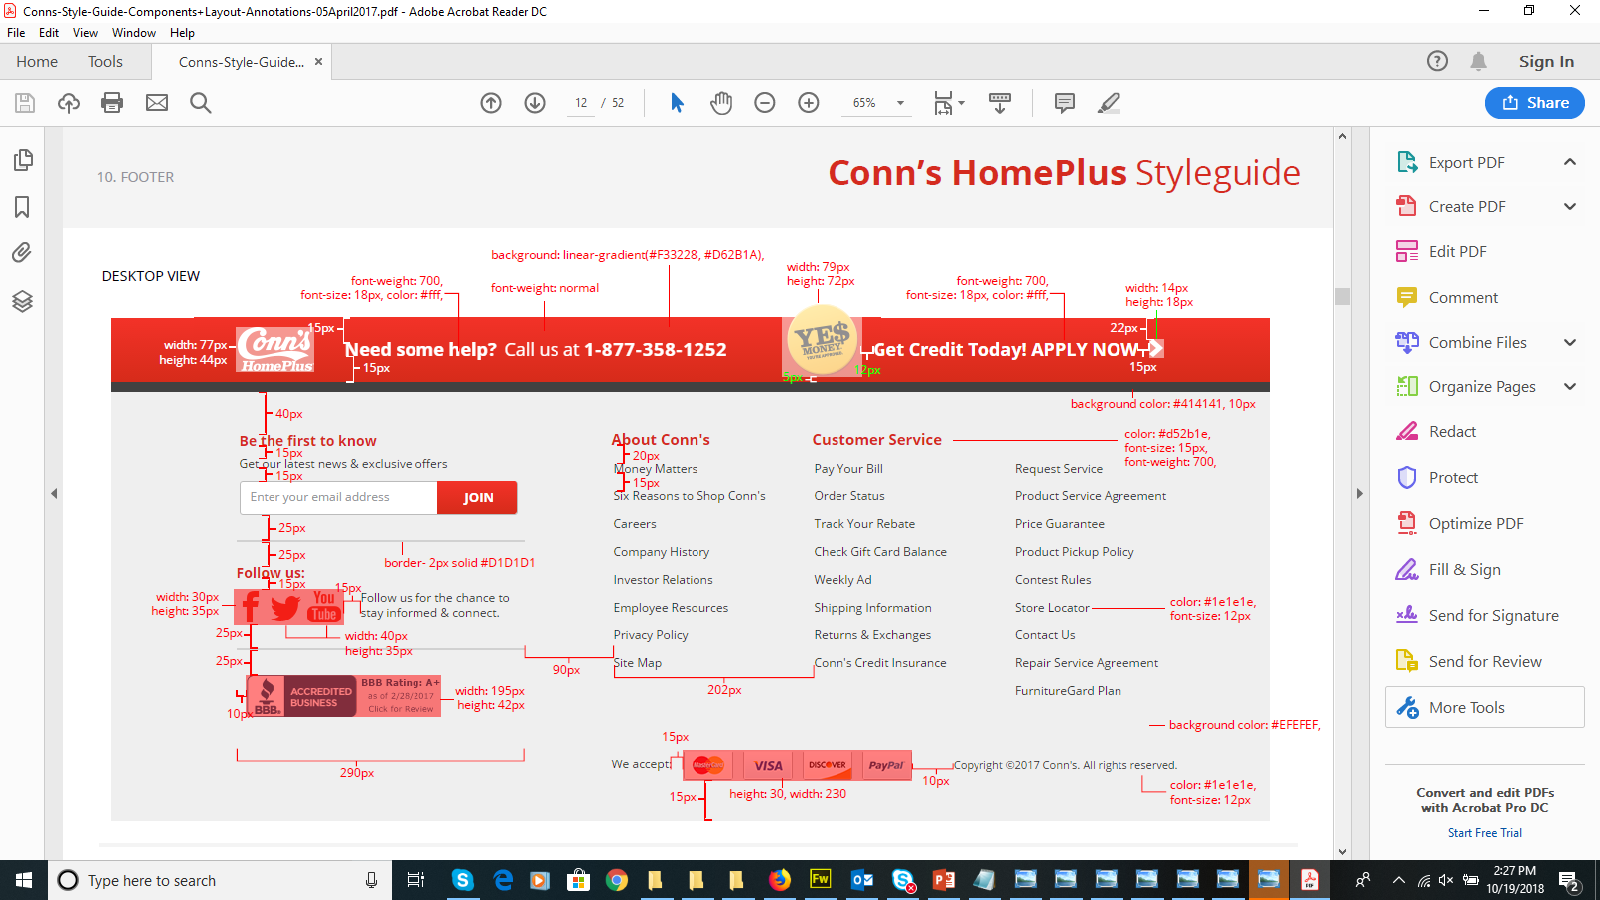 Conns-Style-Guide-Components+Layout-Annotations-05April2017.pdf - Adobe Acrobat Reader DC
File Edit View Window Help
Home Tools Conns-Style-Guide... × Sign In
12 / 52 65% Share
10. FOOTER
Conn's HomePlus Styleguide
DESKTOP VIEW
background: linear-gradient(#F33228, #D62B1A),
font-weight: 700,
font-size: 18px, color: #fff,
font-weight: normal
width: 79px
height: 72px
font-weight: 700,
font-size: 18px, color: #fff,
width: 14px
height: 18px
width: 77px
height: 44px
Conn's
HomePlus
15px
Need some help? Call us at 1-877-358-1252
15px
YE$
MONEY
5px
12px
Get Credit Today! APPLY NOW
22px
15px
background color: #414141, 10px
40px
Be the first to know
15px
Get our latest news & exclusive offers
15px
Enter your email address JOIN
25px
25px
border- 2px solid #D1D1D1
Follow us:
15px
15px
width: 30px
height: 35px
You
Tube
Follow us for the chance to
stay informed & connect.
25px
width: 40px
height: 35px
25px
BBB.
ACCREDITED
BUSINESS
BBB Rating: A+
as of 2/28/2017
Click for Review
width: 195px
height: 42px
10px
290px
90px
About Conn's
20px
Money Matters
15px
Six Reasons to Shop Conn's
Careers
Company History
Investor Relations
Employee Rescurces
Privacy Policy
Site Map
202px
Customer Service
Pay Your Bill
Order Status
Track Your Rebate
Check Gift Card Balance
Weekly Ad
Shipping Information
Returns & Exchanges
Conn's Credit Insurance
color: #d52b1e,
font-size: 15px,
font-weight: 700,
Request Service
Product Service Agreement
Price Guarantee
Product Pickup Policy
Contest Rules
Store Locator
Contact Us
Repair Service Agreement
FurnitureGard Plan
color: #1e1e1e,
font-size: 12px
background color: #EFEFEF,
15px
We accept:
MasterCard VISA DISCOVER PayPal
10px
Copyright ©2017 Conn's. All rights reserved.
15px
height: 30, width: 230
color: #1e1e1e,
font-size: 12px
Export PDF
Create PDF
Edit PDF
Comment
Combine Files
Organize Pages
Redact
Protect
Optimize PDF
Fill & Sign
Send for Signature
Send for Review
More Tools
Convert and edit PDFs
with Acrobat Pro DC
Start Free Trial
Type here to search
Fw
2:27 PM
10/19/2018
2